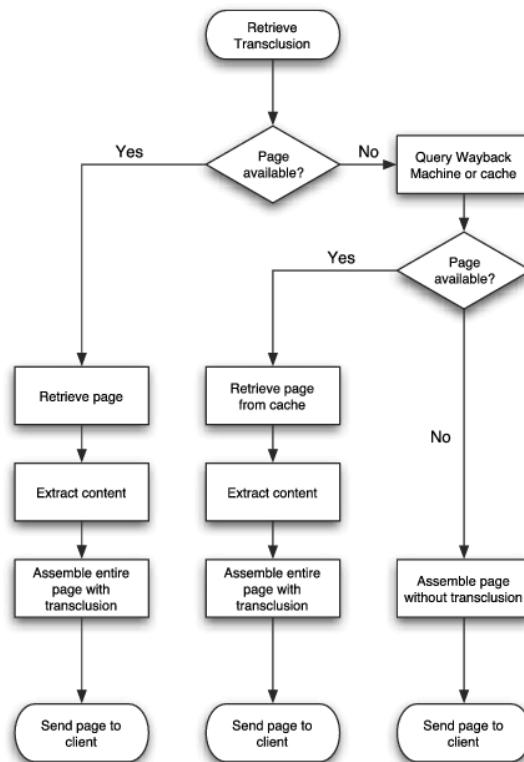 Retrieve
Transclusion
Yes
Page
available?
No
Query Wayback
Machine or cache
Yes
Page
available?
Retrieve page
Retrieve page
from cache
No
Extract content
Extract content
Assemble entire
page with
transclusion
Assemble entire
page with
transclusion
Assemble page
without transclusion
Send page to
client
Send page to
client
Send page to
client